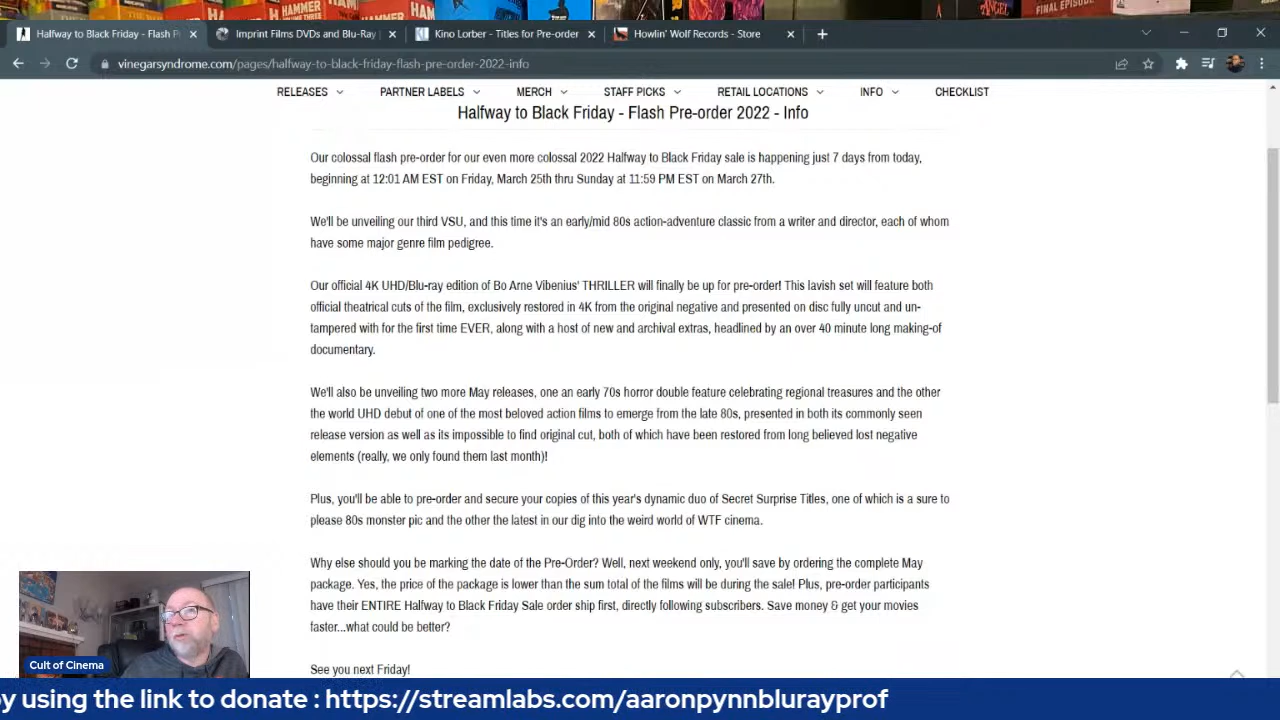 HAMMER
HAMMER
HAM
ANGEL
FINAL EPISODE
Halfway to Black Friday - Flash P
Imprint Films DVDs and Blu-Ray
Kino Lorber - Titles for Pre-order
Howlin' Wolf Records - Store
vinegarsyndrome.com/pages/halfway-to-black-friday-flash-pre-order-2022-info
RELEASES PARTNER LABELS MERCH STAFF PICKS RETAIL LOCATIONS INFO CHECKLIST
Halfway to Black Friday - Flash Pre-order 2022 - Info
Our colossal flash pre-order for our even more colossal 2022 Halfway to Black Friday sale is happening just 7 days from today,
beginning at 12:01 AM EST on Friday, March 25th thru Sunday at 11:59 PM EST on March 27th.
We'll be unveiling our third VSU, and this time it's an early/mid 80s action-adventure classic from a writer and director, each of whom
have some major genre film pedigree.
Our official 4K UHD/Blu-ray edition of Bo Arne Vibenius' THRILLER will finally be up for pre-order! This lavish set will feature both
official theatrical cuts of the film, exclusively restored in 4K from the original negative and presented on disc fully uncut and un-
tampered with for the first time EVER, along with a host of new and archival extras, headlined by an over 40 minute long making-of
documentary.
We'll also be unveiling two more May releases, one an early 70s horror double feature celebrating regional treasures and the other
the world UHD debut of one of the most beloved action films to emerge from the late 80s, presented in both its commonly seen
release version as well as its impossible to find original cut, both of which have been restored from long believed lost negative
elements (really, we only found them last month)!
Plus, you'll be able to pre-order and secure your copies of this year's dynamic duo of Secret Surprise Titles, one of which is a sure to
please 80s monster pic and the other the latest in our dig into the weird world of WTF cinema.
Why else should you be marking the date of the Pre-Order? Well, next weekend only, you'll save by ordering the complete May
package. Yes, the price of the package is lower than the sum total of the films will be during the sale! Plus, pre-order participants
have their ENTIRE Halfway to Black Friday Sale order ship first, directly following subscribers. Save money & get your movies
faster...what could be better?
See you next Friday!
Cult of Cinema
by using the link to donate : https://streamlabs.com/aaronpynnblurayprof